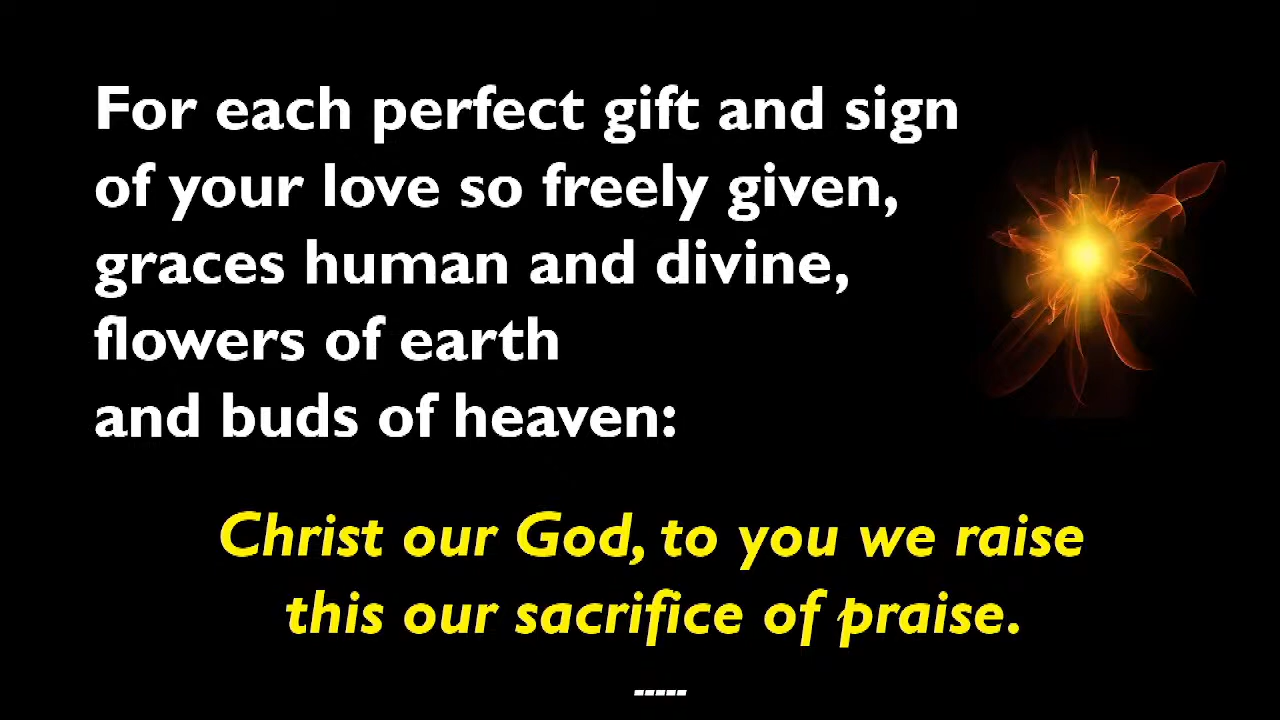 For each perfect gift and sign
of your love so freely given,
graces human and divine,
flowers of earth
and buds of heaven:
Christ our God, to you we raise
this our sacrifice of praise.
-----